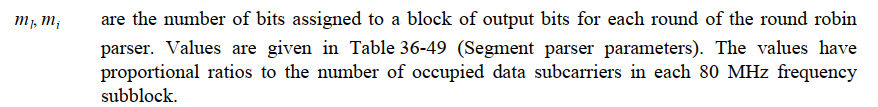 m_l, m_i are the number of bits assigned to a block of output bits for each round of the round robin
parser. Values are given in Table 36-49 (Segment parser parameters). The values have
proportional ratios to the number of occupied data subcarriers in each 80 MHz frequency
subblock.